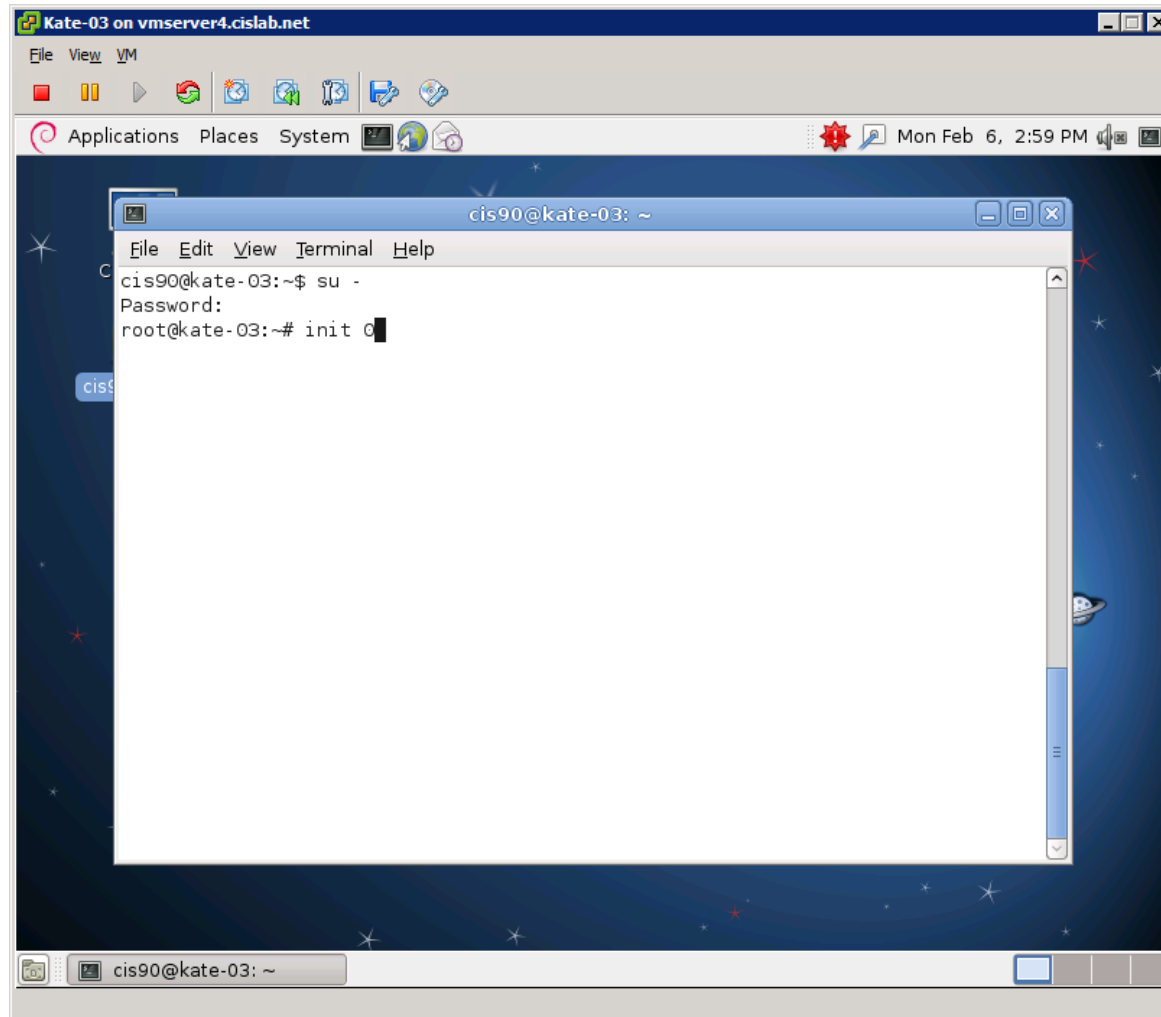 Kate-03 on vmserver4.cislab.net
File View VM
Applications Places System Mon Feb 6, 2:59 PM
cis90@kate-03: ~
File Edit View Terminal Help
C
cis90@kate-03:~$ su -
Password:
root@kate-03:~# init 0
cis9
cis90@kate-03: ~